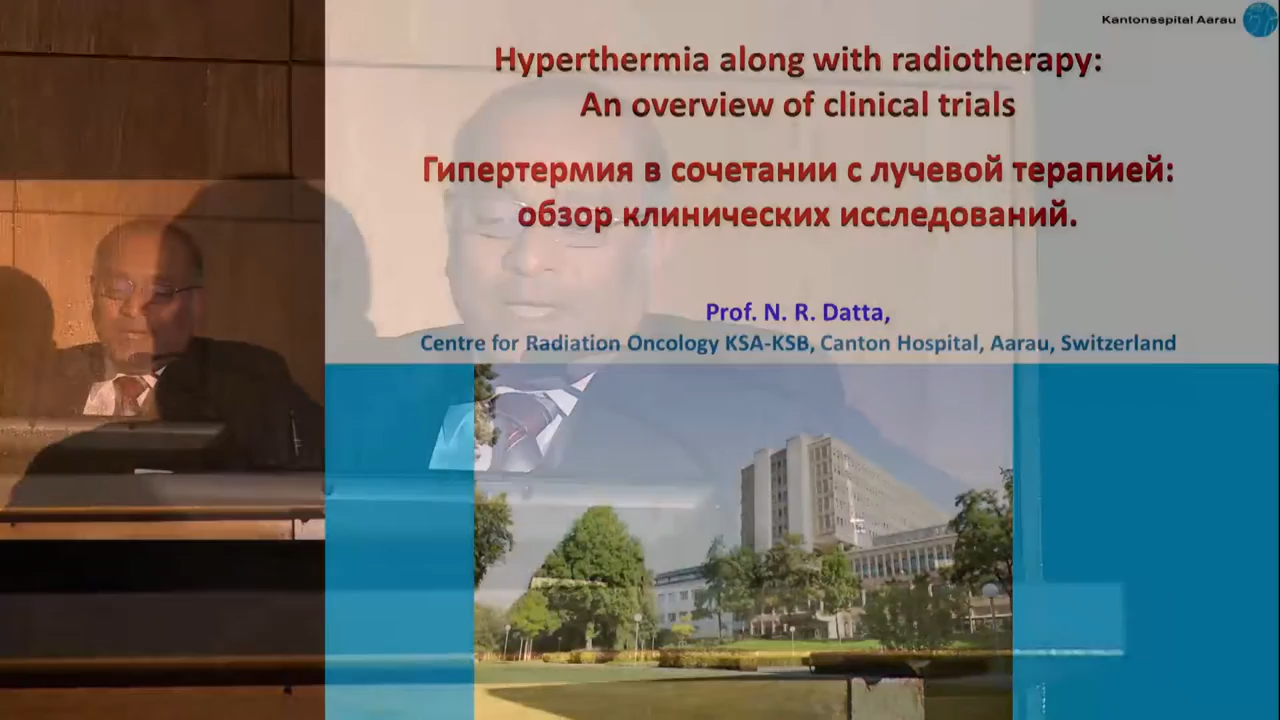 Kantonsspital Aarau
Hyperthermia along with radiotherapy:
An overview of clinical trials
Гипертермия в сочетании с лучевой терапией:
обзор клинических исследований.
Prof. N. R. Datta,
Centre for Radiation Oncology KSA-KSB, Canton Hospital, Aarau, Switzerland